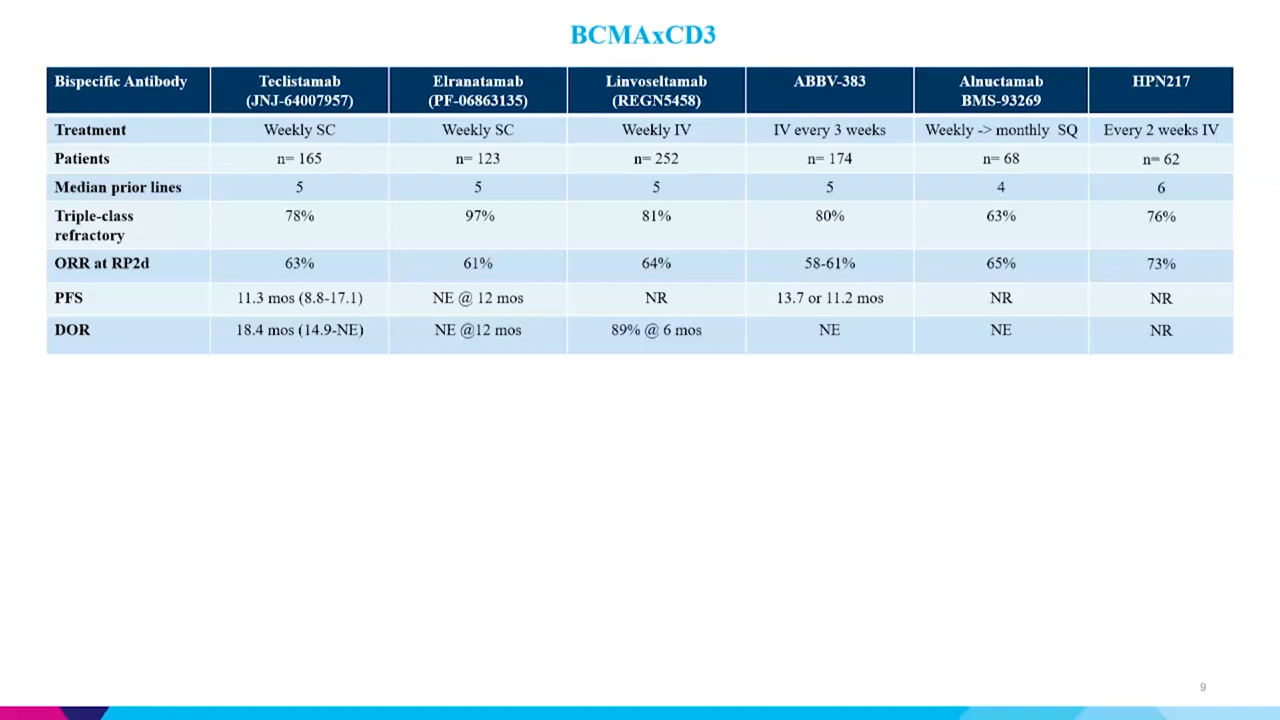 BCMAxCD3
Bispecific Antibody Teclistamab (JNJ-64007957) Elranatamab (PF-06863135) Linvoseltamab (REGN5458) ABBV-383 Alnuctamab BMS-93269 HPN217
Treatment Weekly SC Weekly SC Weekly IV IV every 3 weeks Weekly -> monthly SQ Every 2 weeks IV
Patients n= 165 n= 123 n= 252 n= 174 n= 68 n= 62
Median prior lines 5 5 5 5 4 6
Triple-class refractory 78% 97% 81% 80% 63% 76%
ORR at RP2d 63% 61% 64% 58-61% 65% 73%
PFS 11.3 mos (8.8-17.1) NE @ 12 mos NR 13.7 or 11.2 mos NR NR
DOR 18.4 mos (14.9-NE) NE @12 mos 89% @ 6 mos NE NE NR
9